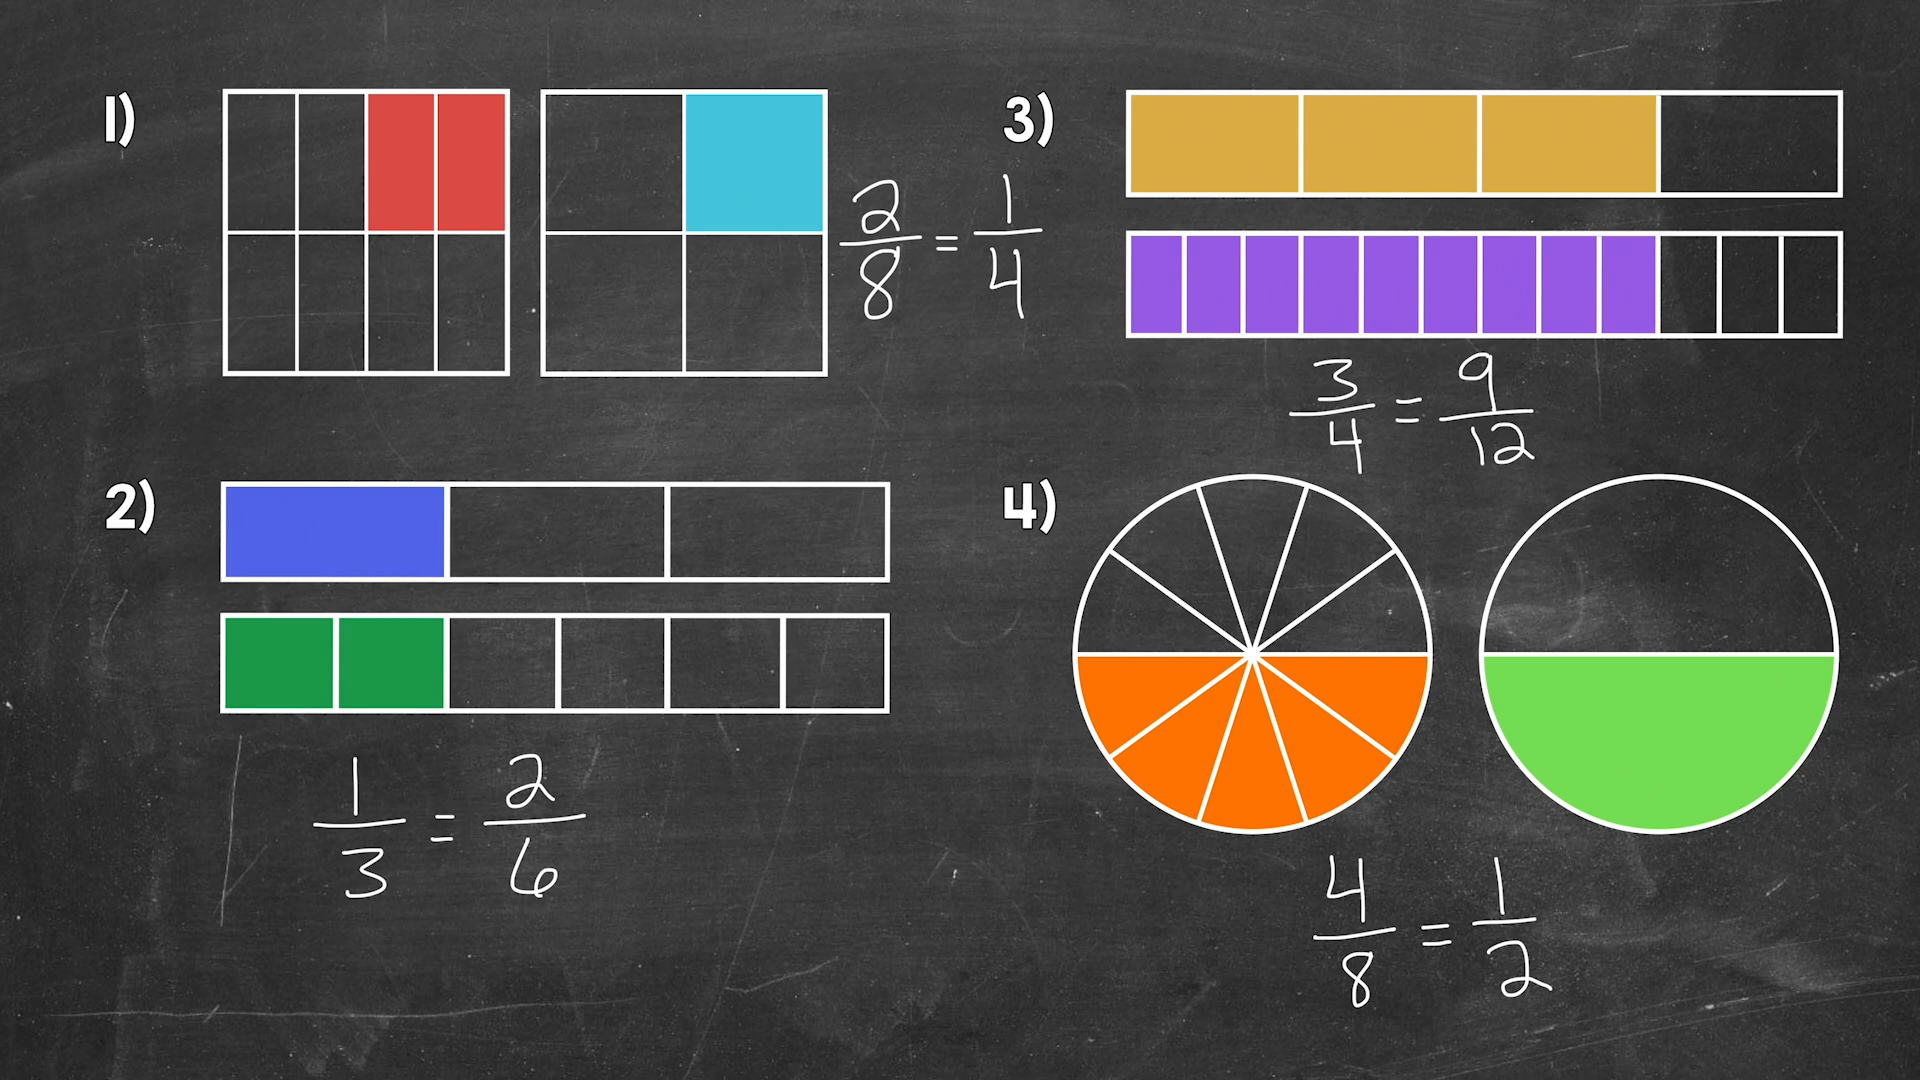 1)
2/8 = 1/4
2)
1/3 = 2/6
3)
3/4 = 9/12
4)
4/8 = 1/2